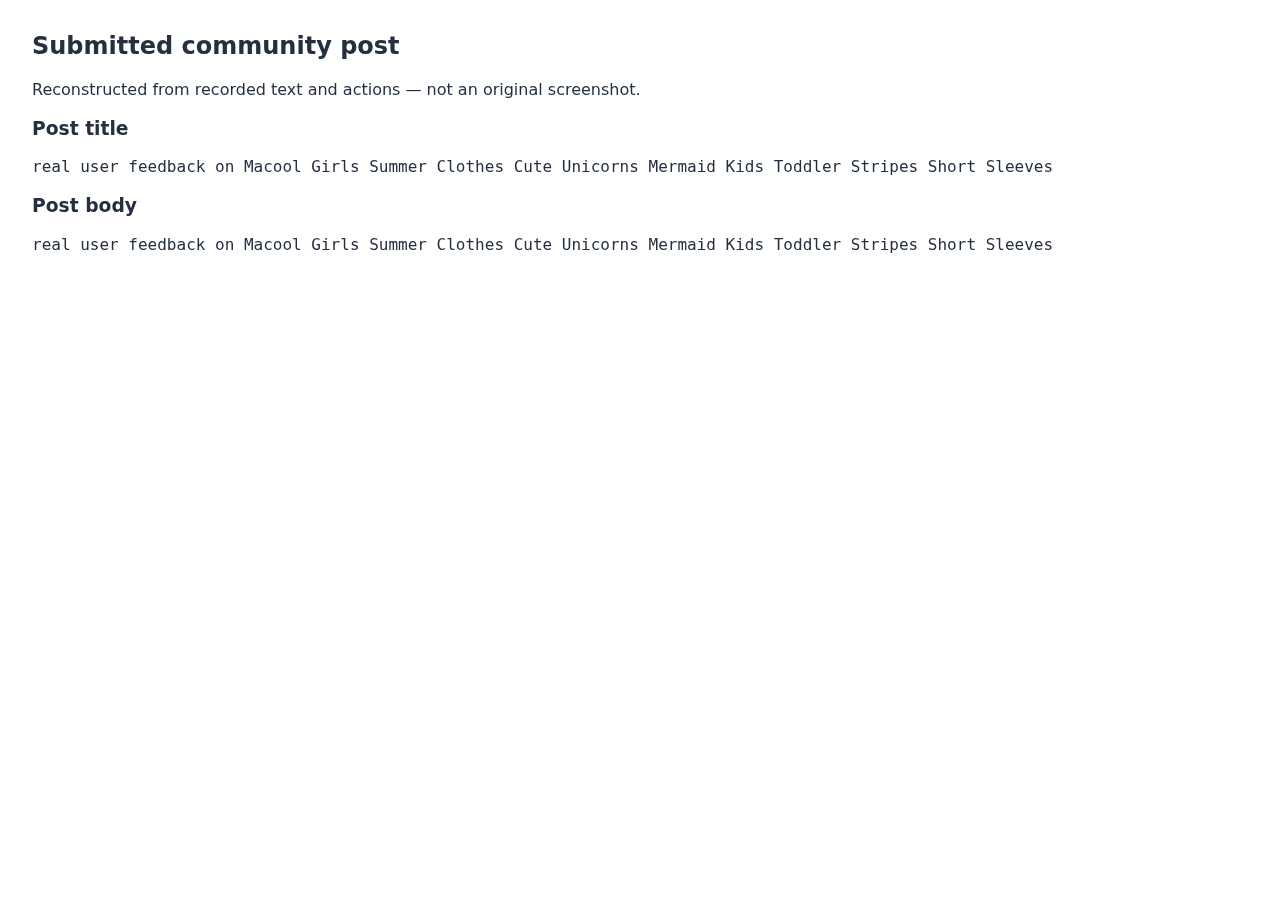 Submitted community post
Reconstructed from recorded text and actions — not an original screenshot.
Post title
real user feedback on Macool Girls Summer Clothes Cute Unicorns Mermaid Kids Toddler Stripes Short Sleeves
Post body
real user feedback on Macool Girls Summer Clothes Cute Unicorns Mermaid Kids Toddler Stripes Short Sleeves